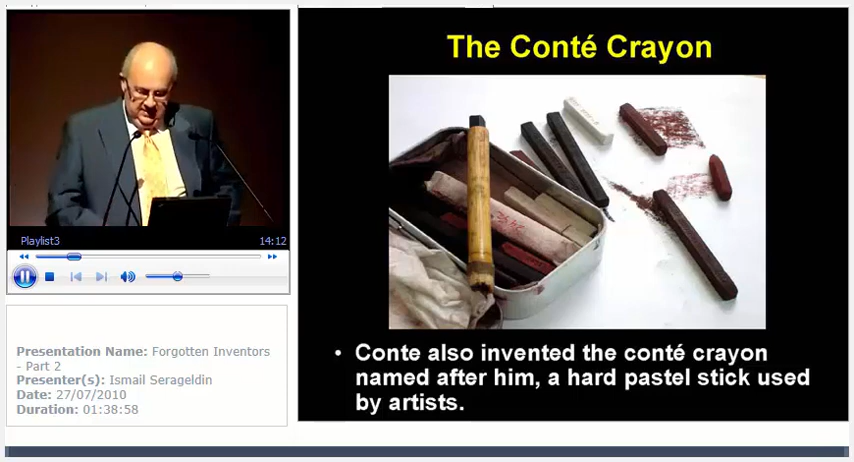 Playlist3 14:12
Presentation Name: Forgotten Inventors
- Part 2
Presenter(s): Ismail Serageldin
Date: 27/07/2010
Duration: 01:38:58
The Conté Crayon
• Conte also invented the conté crayon
named after him, a hard pastel stick used
by artists.